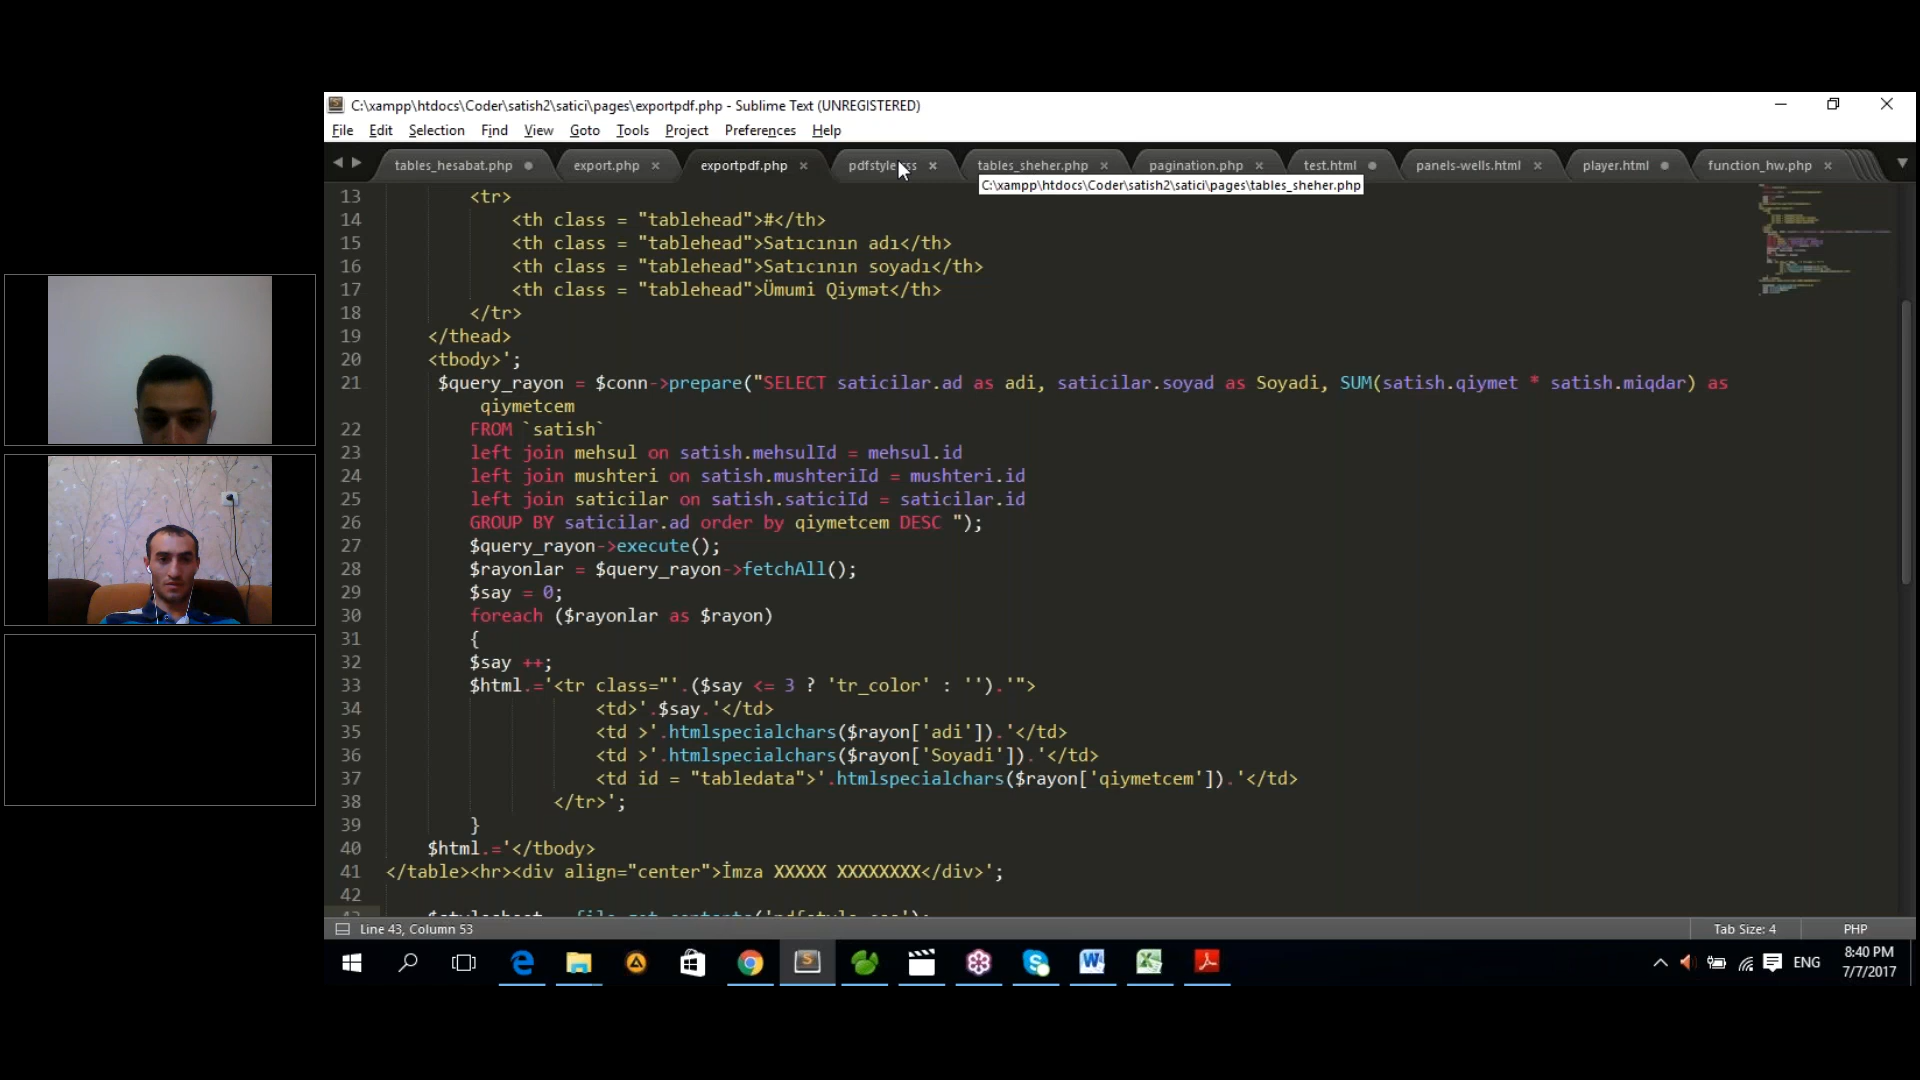 C:\xampp\htdocs\Coder\satish2\satici\pages\exportpdf.php - Sublime Text (UNREGISTERED)
File Edit Selection Find View Goto Tools Project Preferences Help
tables_hesabat.php export.php exportpdf.php tables_sheher.php pagination.php test.html panels-wells.html player.html function_hw.php
C:\xampp\htdocs\Coder\satish2\satici\pages\tables_sheher.php
13 <tr>
14 <th class = "tablehead">#</th>
15 <th class = "tablehead">Satıcının adı</th>
16 <th class = "tablehead">Satıcının soyadı</th>
17 <th class = "tablehead">Ümumi Qiymət</th>
18 </tr>
19 </thead>
20 <tbody>';
21 $query_rayon = $conn->prepare("SELECT saticilar.ad as adi, saticilar.soyad as Soyadi, SUM(satish.qiymet * satish.miqdar) as
qiymetcem
22 FROM `satish`
23 left join mehsul on satish.mehsulId = mehsul.id
24 left join mushteri on satish.mushteriId = mushteri.id
25 left join saticilar on satish.saticiId = saticilar.id
26 GROUP BY saticilar.ad order by qiymetcem DESC ");
27 $query_rayon->execute();
28 $rayonlar = $query_rayon->fetchAll();
29 $say = 0;
30 foreach ($rayonlar as $rayon)
31 {
32 $say ++;
33 $html.='<tr class="'.($say <= 3 ? 'tr_color' : '').'">
34 <td>'.$say.'</td>
35 <td >'.htmlspecialchars($rayon['adi']).'</td>
36 <td >'.htmlspecialchars($rayon['Soyadi']).'</td>
37 <td id = "tabledata">'.htmlspecialchars($rayon['qiymetcem']).'</td>
38 </tr>';
39 }
40 $html.='</tbody>
41 </table><hr><div align="center">İmza XXXXX XXXXXXXX</div>';
42
Line 43, Column 53 Tab Size: 4 PHP
ENG 8:40 PM
7/7/2017